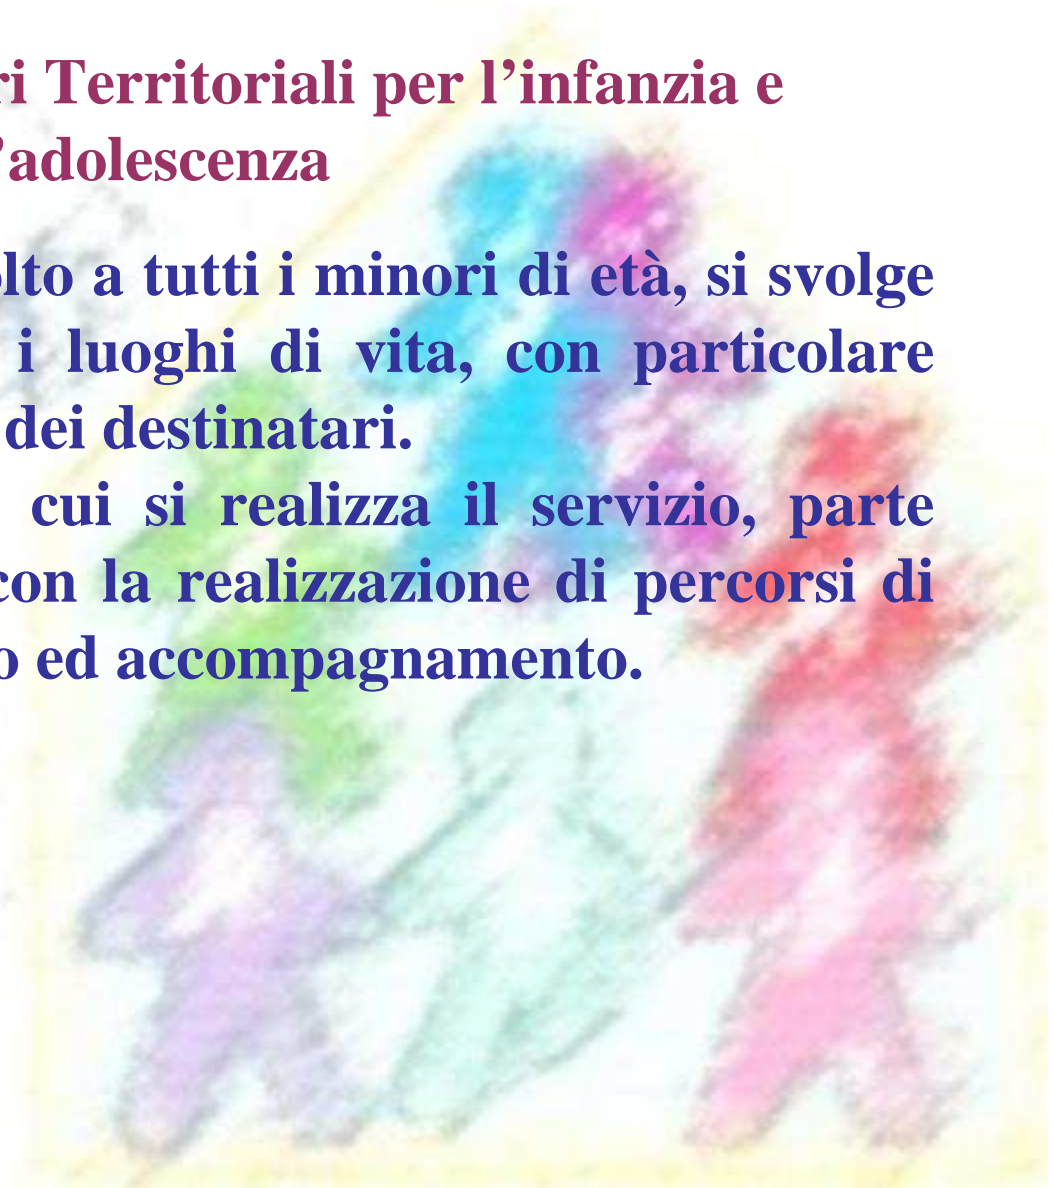 ri Territoriali per l’infanzia e
’adolescenza
olto a tutti i minori di età, si svolge
i luoghi di vita, con particolare
dei destinatari.
cui si realizza il servizio, parte
con la realizzazione di percorsi di
o ed accompagnamento.